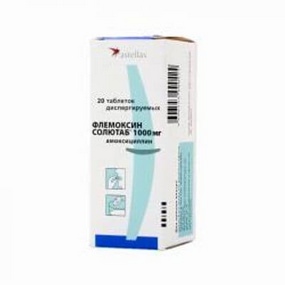 astellas
20 таблеток
диспергируемых
ФЛЕМОКСИН
СОЛЮТАБ® 1000 мг
амоксициллин